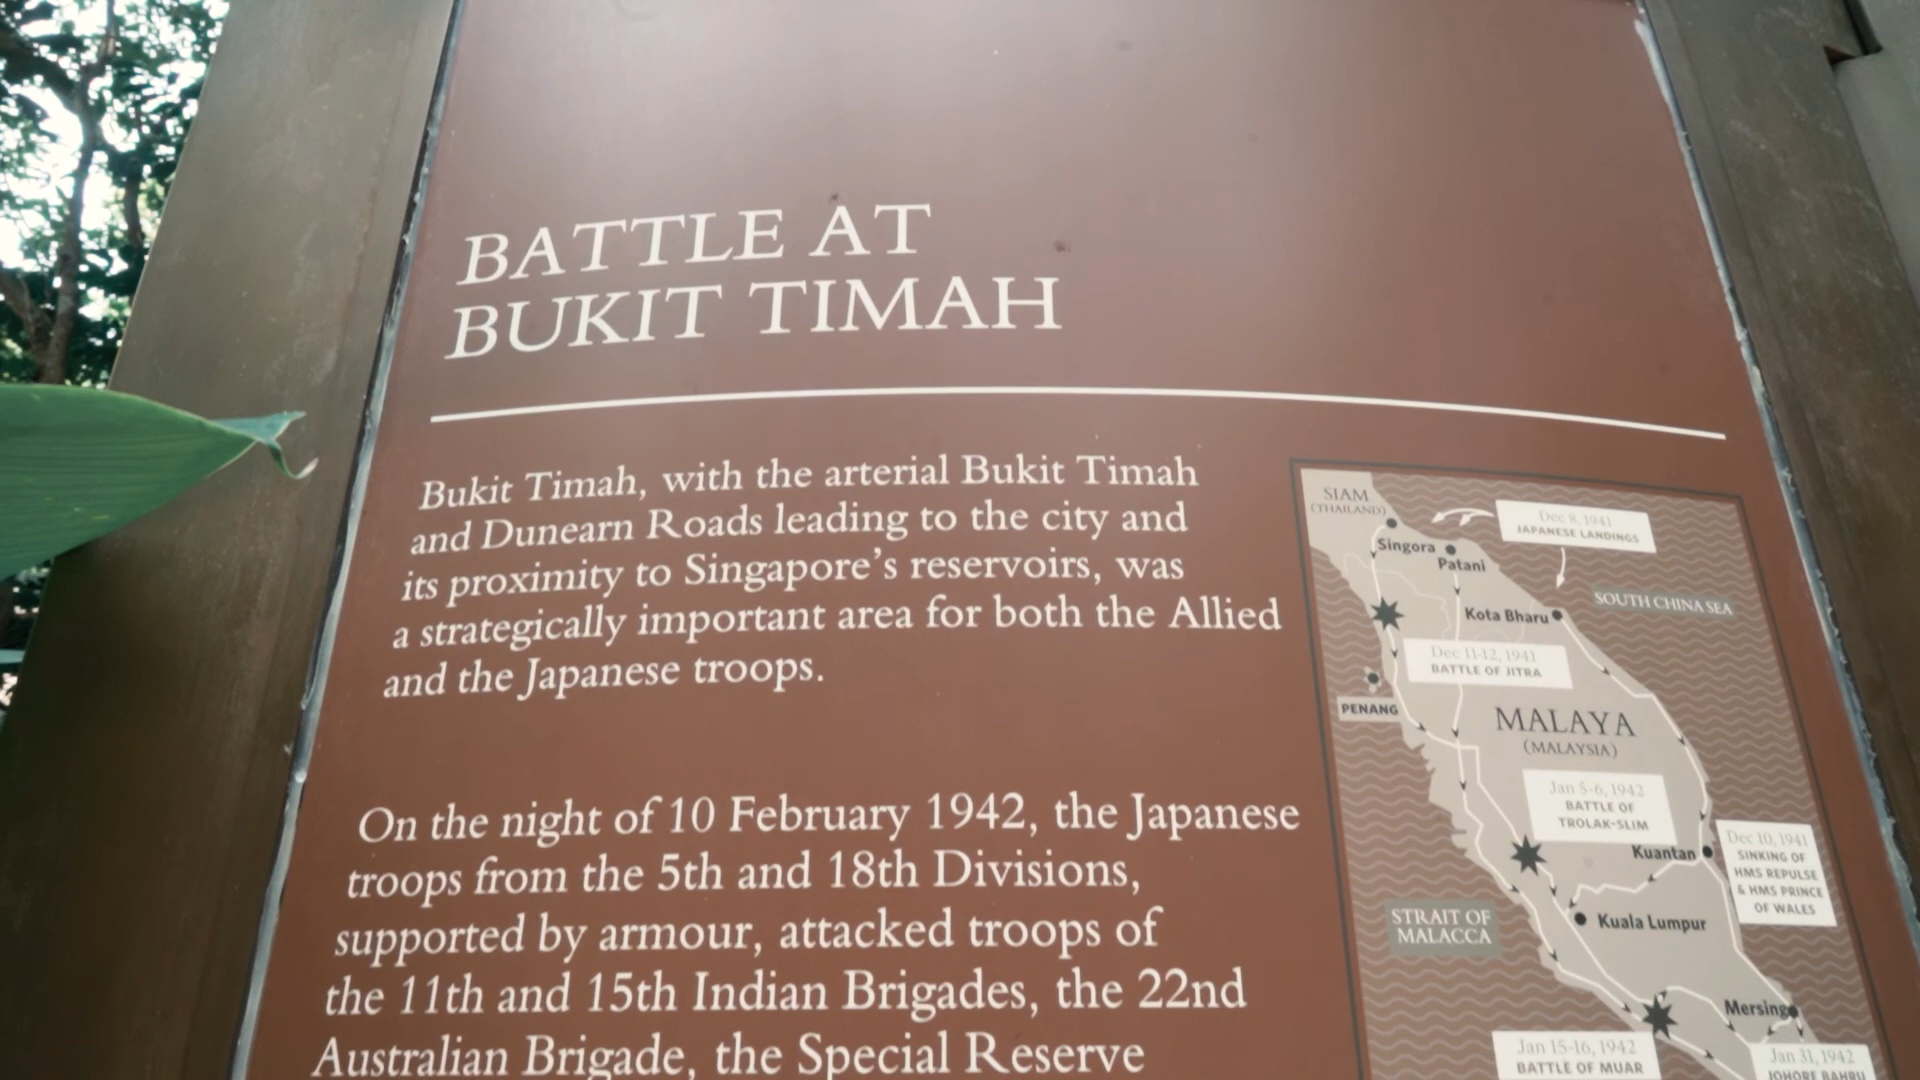 BATTLE AT
BUKIT TIMAH
Bukit Timah, with the arterial Bukit Timah
and Dunearn Roads leading to the city and
its proximity to Singapore's reservoirs, was
a strategically important area for both the Allied
and the Japanese troops.
On the night of 10 February 1942, the Japanese
troops from the 5th and 18th Divisions,
supported by armour, attacked troops of
the 11th and 15th Indian Brigades, the 22nd
Australian Brigade, the Special Reserve
SIAM
(THAILAND)
Dec 8, 1941
JAPANESE LANDINGS
Singora
Patani
SOUTH CHINA SEA
Kota Bharu
Dec 11-12, 1941
BATTLE OF JITRA
PENANG
MALAYA
(MALAYSIA)
Jan 5-6, 1942
BATTLE OF
TROLAK-SLIM
Kuantan
Dec 10, 1941
SINKING OF
HMS REPULSE
& HMS PRINCE
OF WALES
STRAIT OF
MALACCA
Kuala Lumpur
Mersing
Jan 15-16, 1942
BATTLE OF MUAR
Jan 31, 1942
JOHORE BAHRU